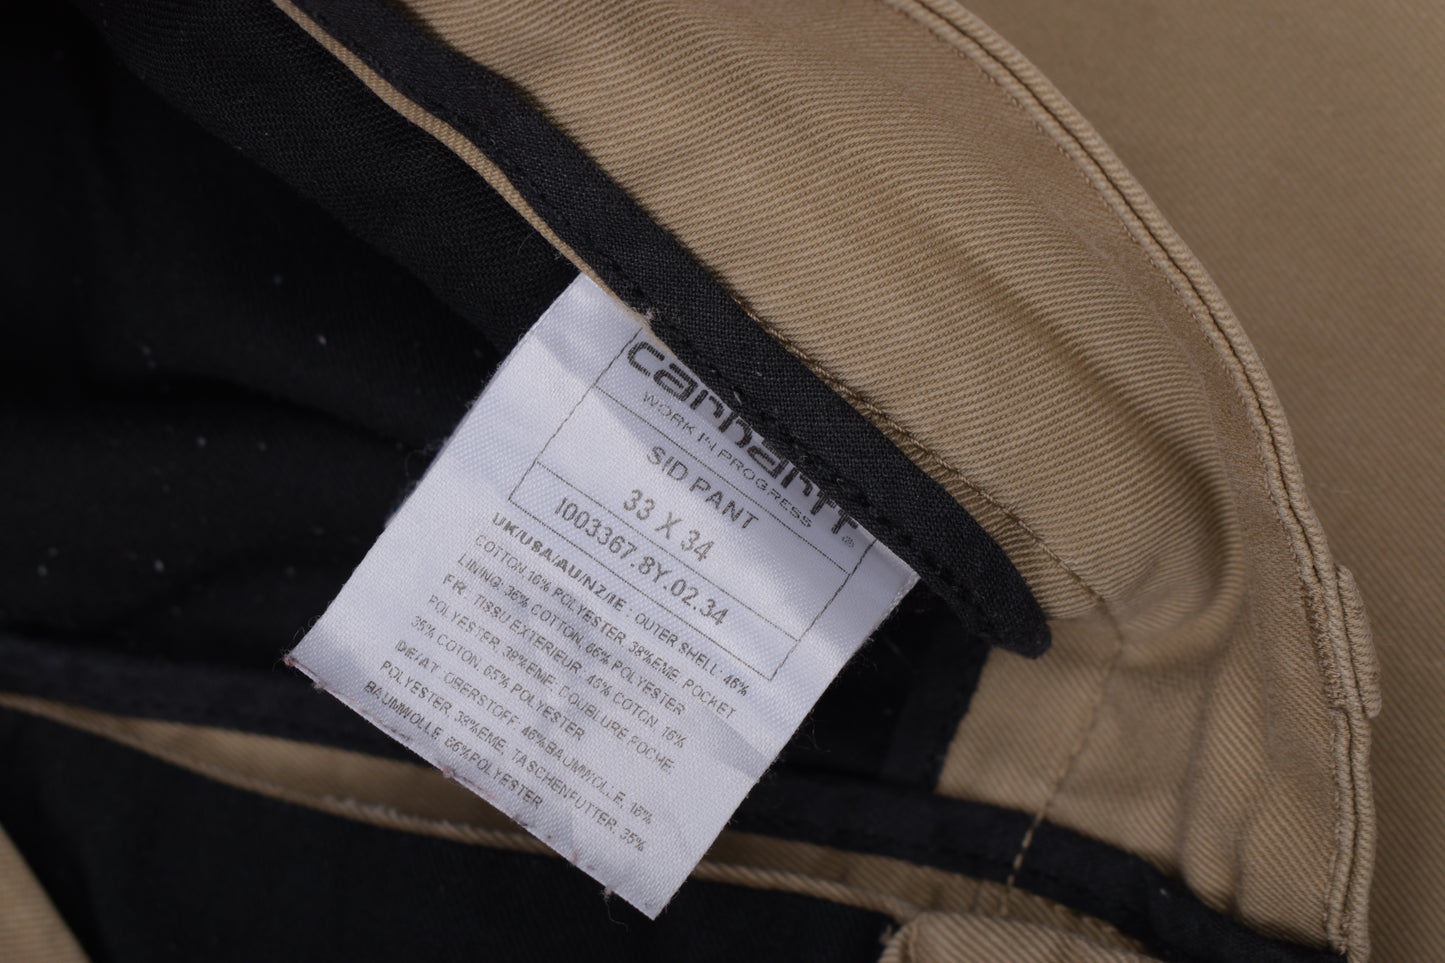 carhartt®
WORK IN PROGRESS
SID PANT
33 X 34
I003367.8Y.02.34
UK/USA/AU/NZ/IE : OUTER SHELL: 46%
COTTON, 16% POLYESTER, 38%EME, POCKET
LINING: 36% COTTON, 66% POLYESTER
FR: TISSU EXTERIEUR, 46% COTON, 16%
POLYESTER, 38%EME, DOUBLURE POCHE,
35% COTON, 65% POLYESTER
DE/AT: OBERSTOFF, 46%BAUMWOLLE, 16%
POLYESTER, 38%EME, TASCHENFUTTER, 35%
BAUMWOLLE, 66%POLYESTER